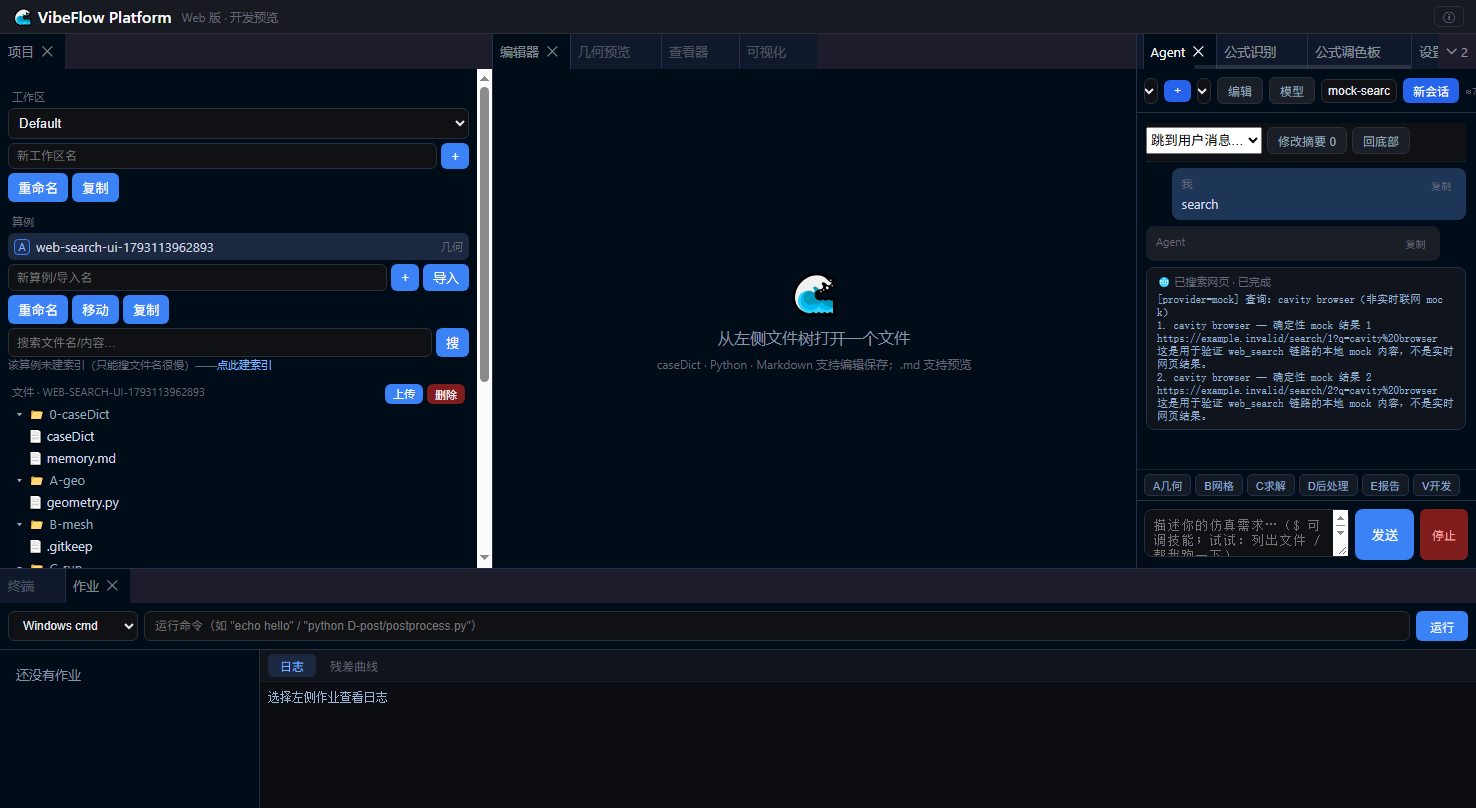 VibeFlow Platform Web 版 · 开发预览
项目
工作区
Default
新工作区名
+
重命名 复制
算例
A web-search-ui-1793113962893 几何
新算例/导入名
+ 导入
重命名 移动 复制
搜索文件名/内容… 搜
该算例未建索引（只能搜文件名很慢）——点此建索引
文件 · WEB-SEARCH-UI-1793113962893 上传 删除
0-caseDict
caseDict
memory.md
A-geo
geometry.py
B-mesh
.gitkeep
编辑器 几何预览 查看器 可视化
从左侧文件树打开一个文件
caseDict · Python · Markdown 支持编辑保存；.md 支持预览
Agent 公式识别 公式调色板 2
+ 编辑 模型 mock-searc 新会话
跳到用户消息… 修改摘要 0 回底部
我 复制
search
Agent 复制
已搜索网页 · 已完成
[provider-mock] 查询：cavity browser（非实时联网 moc
k）
1. cavity browser — 确定性 mock 结果 1
https://example.invalid/search/1?q=cavity%20browser
这是用于验证 web_search 链路的本地 mock 内容，不是实时
网页结果。
2. cavity browser — 确定性 mock 结果 2
https://example.invalid/search/2?q=cavity%20browser
这是用于验证 web_search 链路的本地 mock 内容，不是实时
网页结果。
A几何 B网格 C求解 D后处理 E报告 V开发
描述你的仿真需求…（$ 可
调技能；试试：列出文件 /
帮我跑一下）
发送 停止
终端 作业
Windows cmd 运行命令（如 "echo hello" / "python D-post/postprocess.py"） 运行
还没有作业
日志 残差曲线
选择左侧作业查看日志